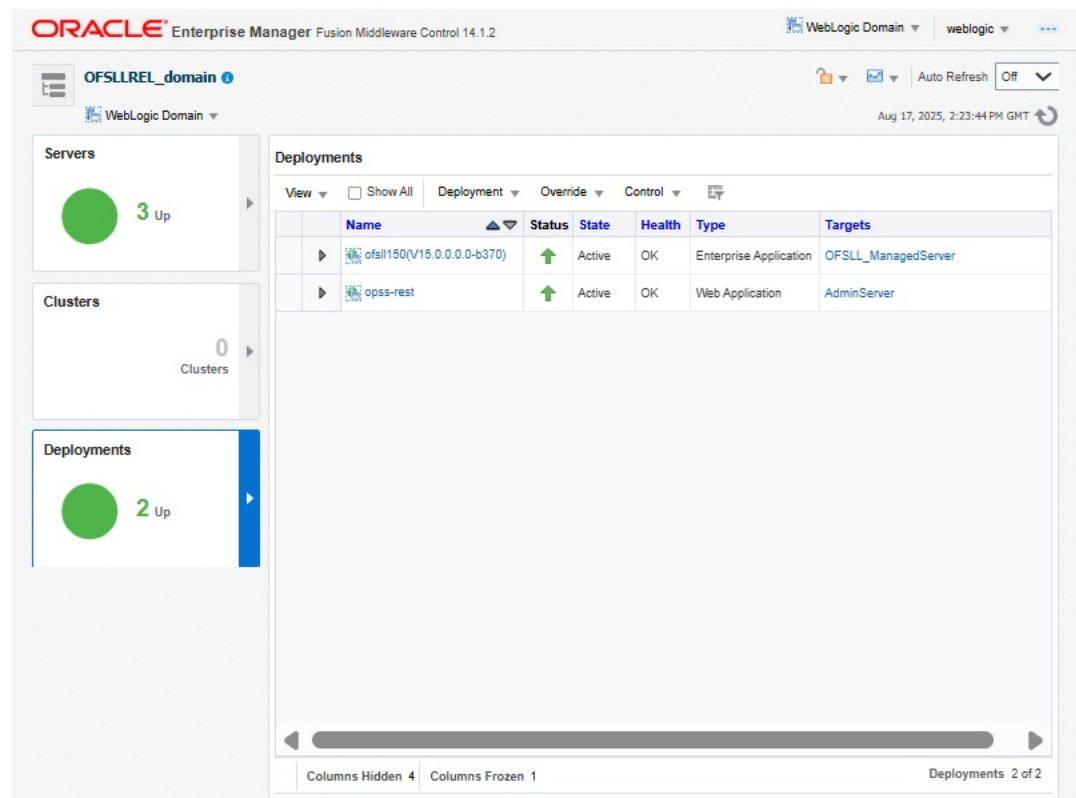 ORACLE Enterprise Manager Fusion Middleware Control 14.1.2
WebLogic Domain weblogic
OFSLLREL_domain
Auto Refresh Off
WebLogic Domain
Aug 17, 2025, 2:23:44 PM GMT
Servers
3 Up
Clusters
0
Clusters
Deployments
2 Up
Deployments
View Show All Deployment Override Control
Name Status State Health Type Targets
ofsll150(V15.0.0.0.0-b370) Active OK Enterprise Application OFSLL_ManagedServer
opss-rest Active OK Web Application AdminServer
Columns Hidden 4 Columns Frozen 1 Deployments 2 of 2